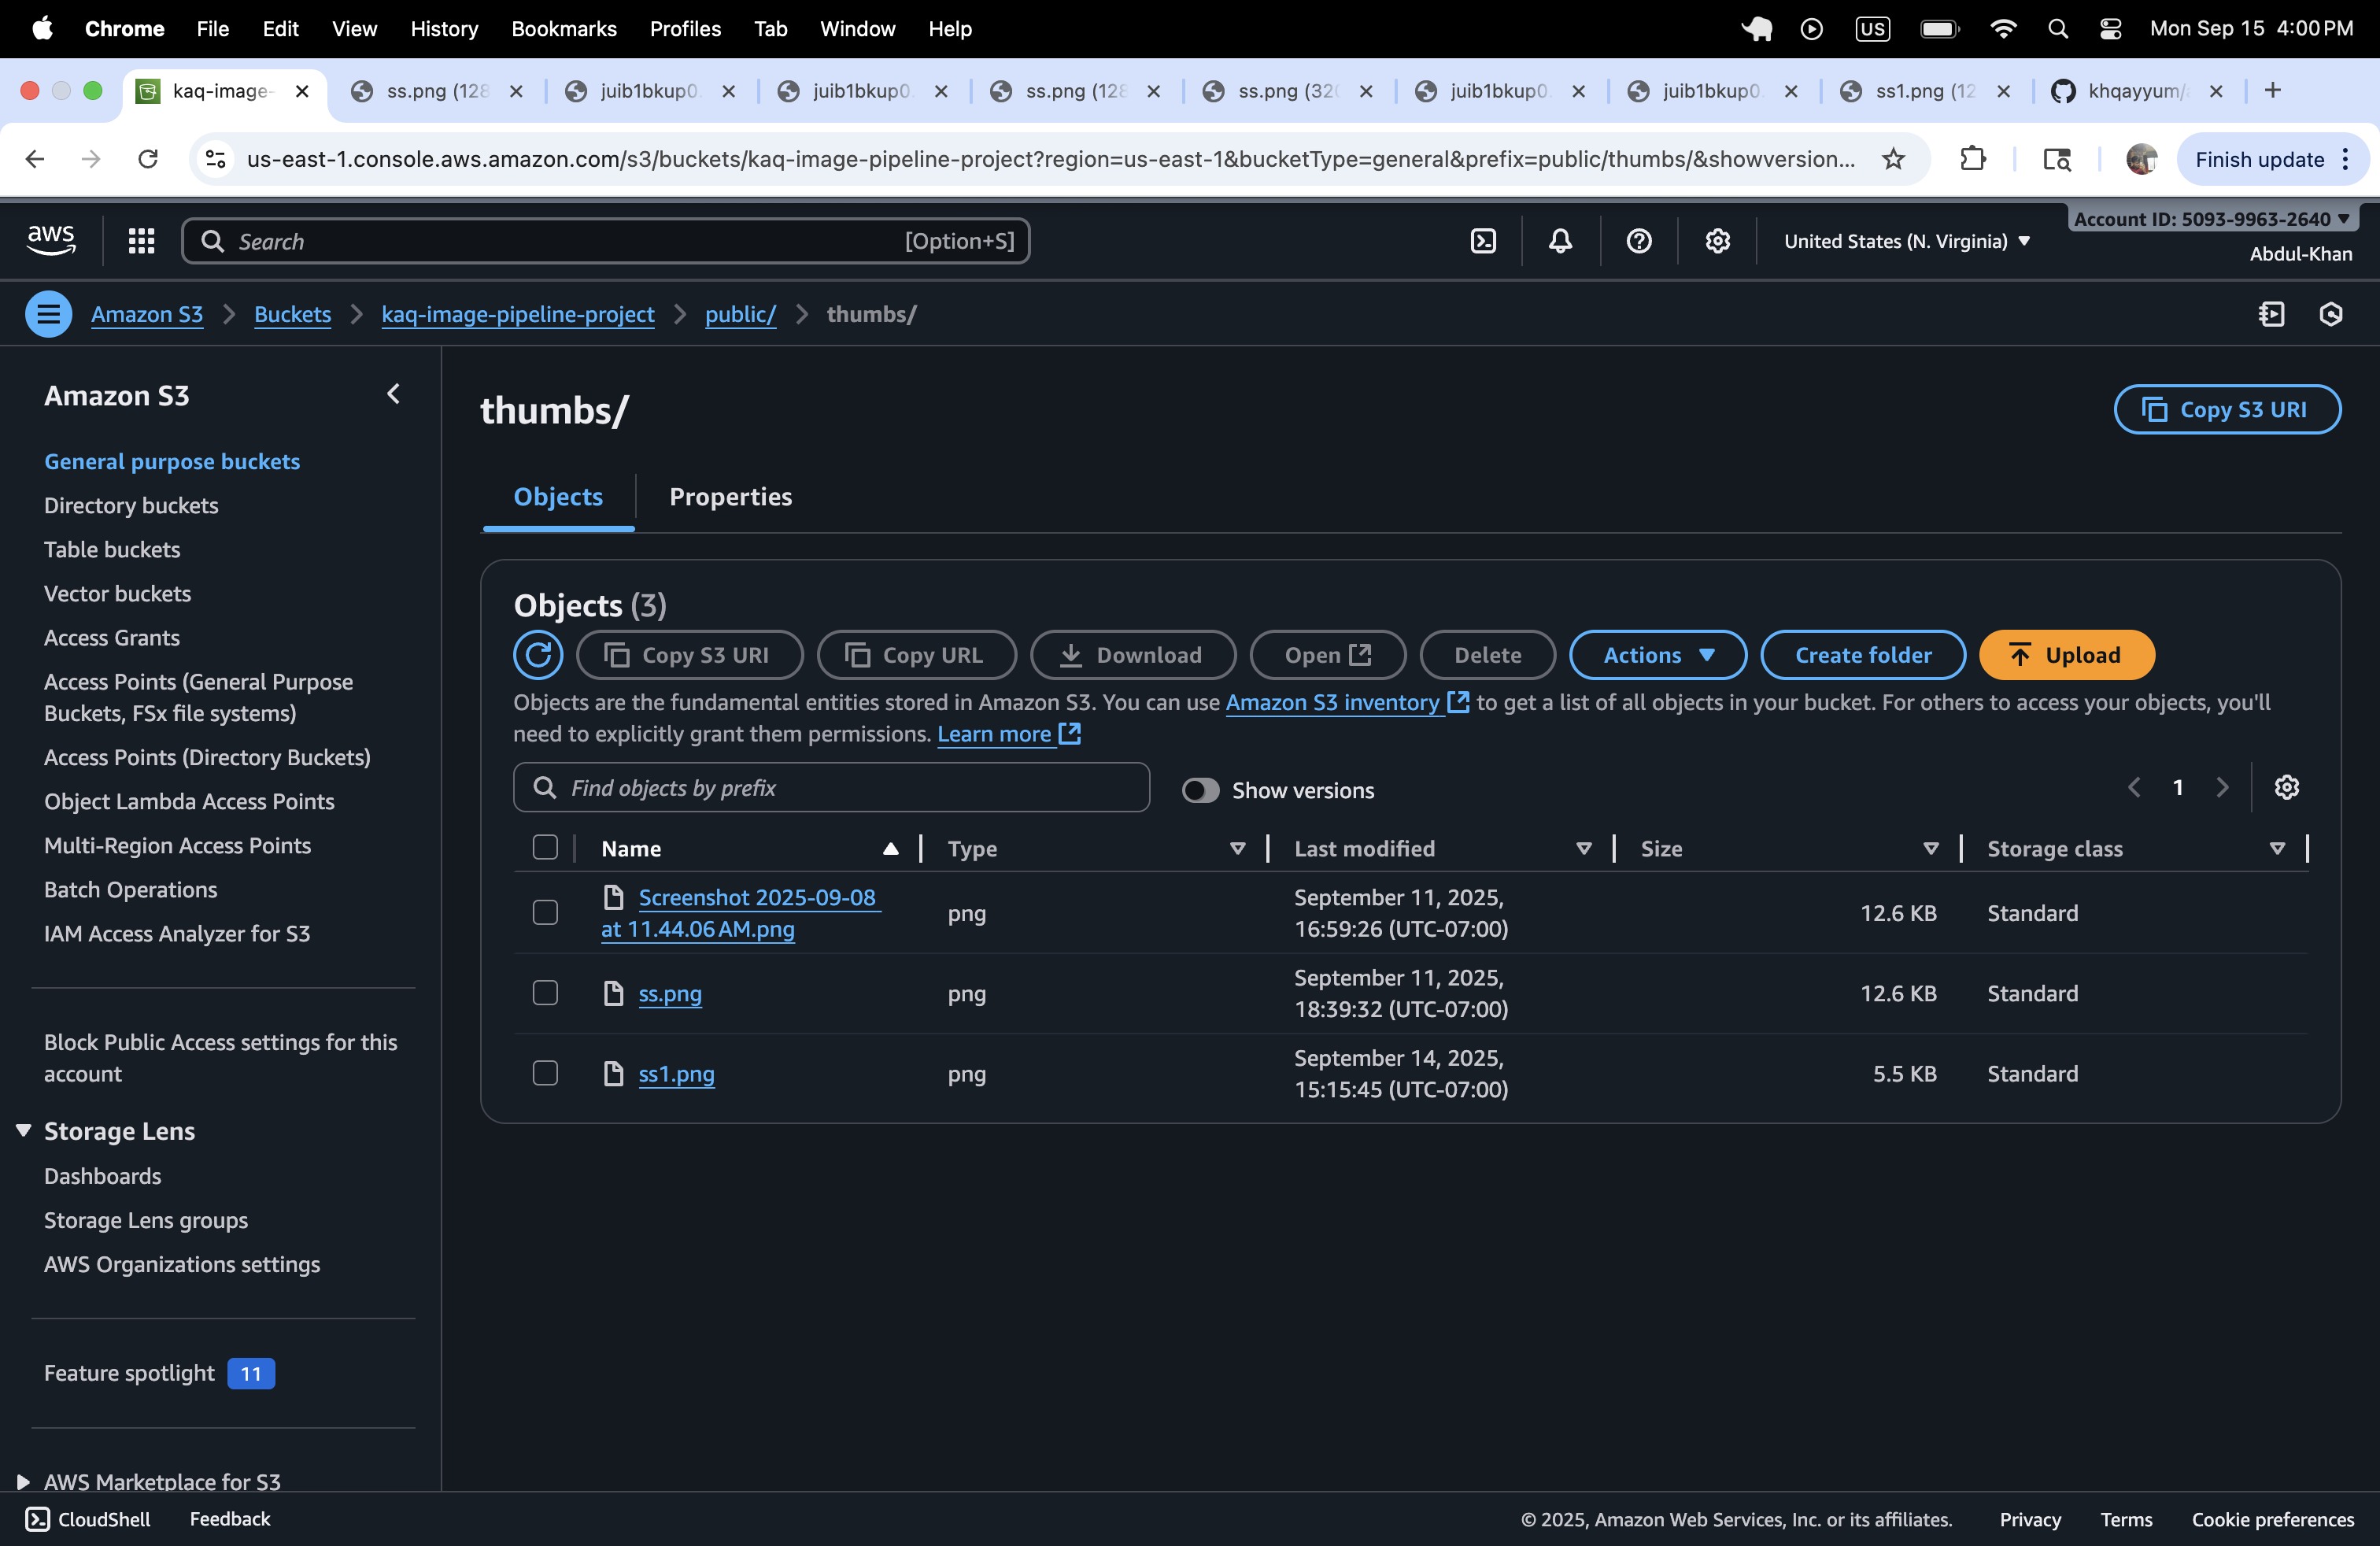 Chrome File Edit View History Bookmarks Profiles Tab Window Help US Mon Sep 15 4:00 PM
kaq-image- ss.png (128 juib1bkup0. juib1bkup0. ss.png (128 ss.png (320 juib1bkup0. juib1bkup0. ss1.png (12 khqayyum/
us-east-1.console.aws.amazon.com/s3/buckets/kaq-image-pipeline-project?region=us-east-1&bucketType=general&prefix=public/thumbs/&showversion... Finish update
aws Search [Option+S] United States (N. Virginia) Account ID: 5093-9963-2640
Abdul-Khan
Amazon S3 Buckets kaq-image-pipeline-project public/ thumbs/
Amazon S3
General purpose buckets
Directory buckets
Table buckets
Vector buckets
Access Grants
Access Points (General Purpose
Buckets, FSx file systems)
Access Points (Directory Buckets)
Object Lambda Access Points
Multi-Region Access Points
Batch Operations
IAM Access Analyzer for S3
Block Public Access settings for this
account
Storage Lens
Dashboards
Storage Lens groups
AWS Organizations settings
Feature spotlight 11
AWS Marketplace for S3
thumbs/
Copy S3 URI
Objects Properties
Objects (3)
Copy S3 URI Copy URL Download Open Delete Actions Create folder Upload
Objects are the fundamental entities stored in Amazon S3. You can use Amazon S3 inventory to get a list of all objects in your bucket. For others to access your objects, you'll
need to explicitly grant them permissions. Learn more
Find objects by prefix Show versions 1
Name Type Last modified Size Storage class
Screenshot 2025-09-08
at 11.44.06 AM.png png September 11, 2025,
16:59:26 (UTC-07:00) 12.6 KB Standard
ss.png png September 11, 2025,
18:39:32 (UTC-07:00) 12.6 KB Standard
ss1.png png September 14, 2025,
15:15:45 (UTC-07:00) 5.5 KB Standard
CloudShell Feedback © 2025, Amazon Web Services, Inc. or its affiliates. Privacy Terms Cookie preferences